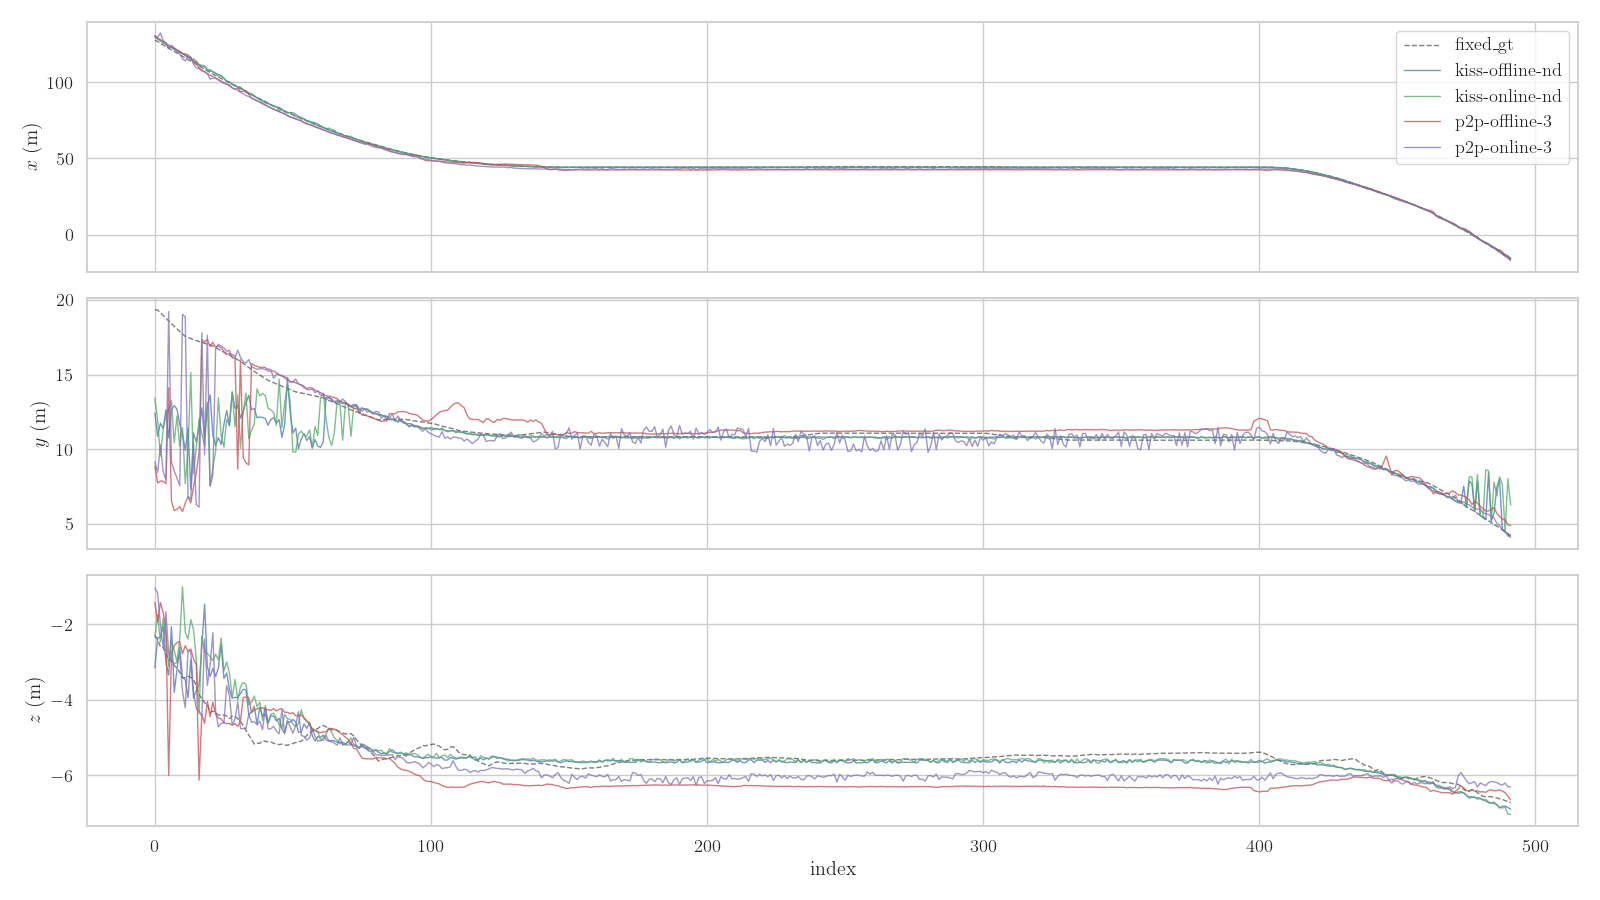 100
50
0
x (m)
fixed_gt
kiss-offline-nd
kiss-online-nd
p2p-offline-3
p2p-online-3
20
15
10
5
y (m)
−2
−4
−6
z (m)
0 100 200 300 400 500
index